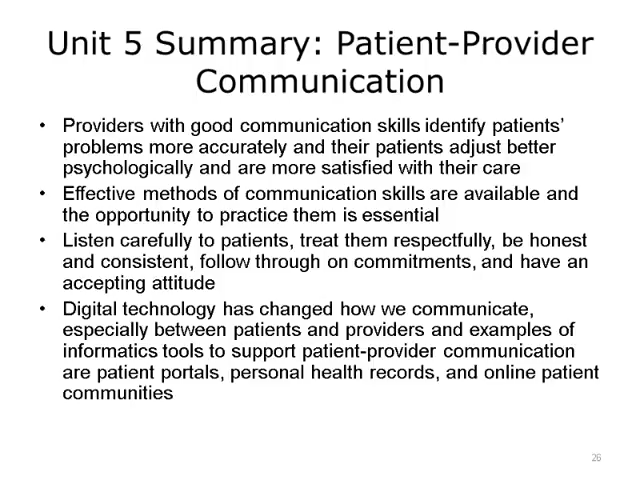 Unit 5 Summary: Patient-Provider
Communication
• Providers with good communication skills identify patients’
problems more accurately and their patients adjust better
psychologically and are more satisfied with their care
• Effective methods of communication skills are available and
the opportunity to practice them is essential
• Listen carefully to patients, treat them respectfully, be honest
and consistent, follow through on commitments, and have an
accepting attitude
• Digital technology has changed how we communicate,
especially between patients and providers and examples of
informatics tools to support patient-provider communication
are patient portals, personal health records, and online patient
communities
26